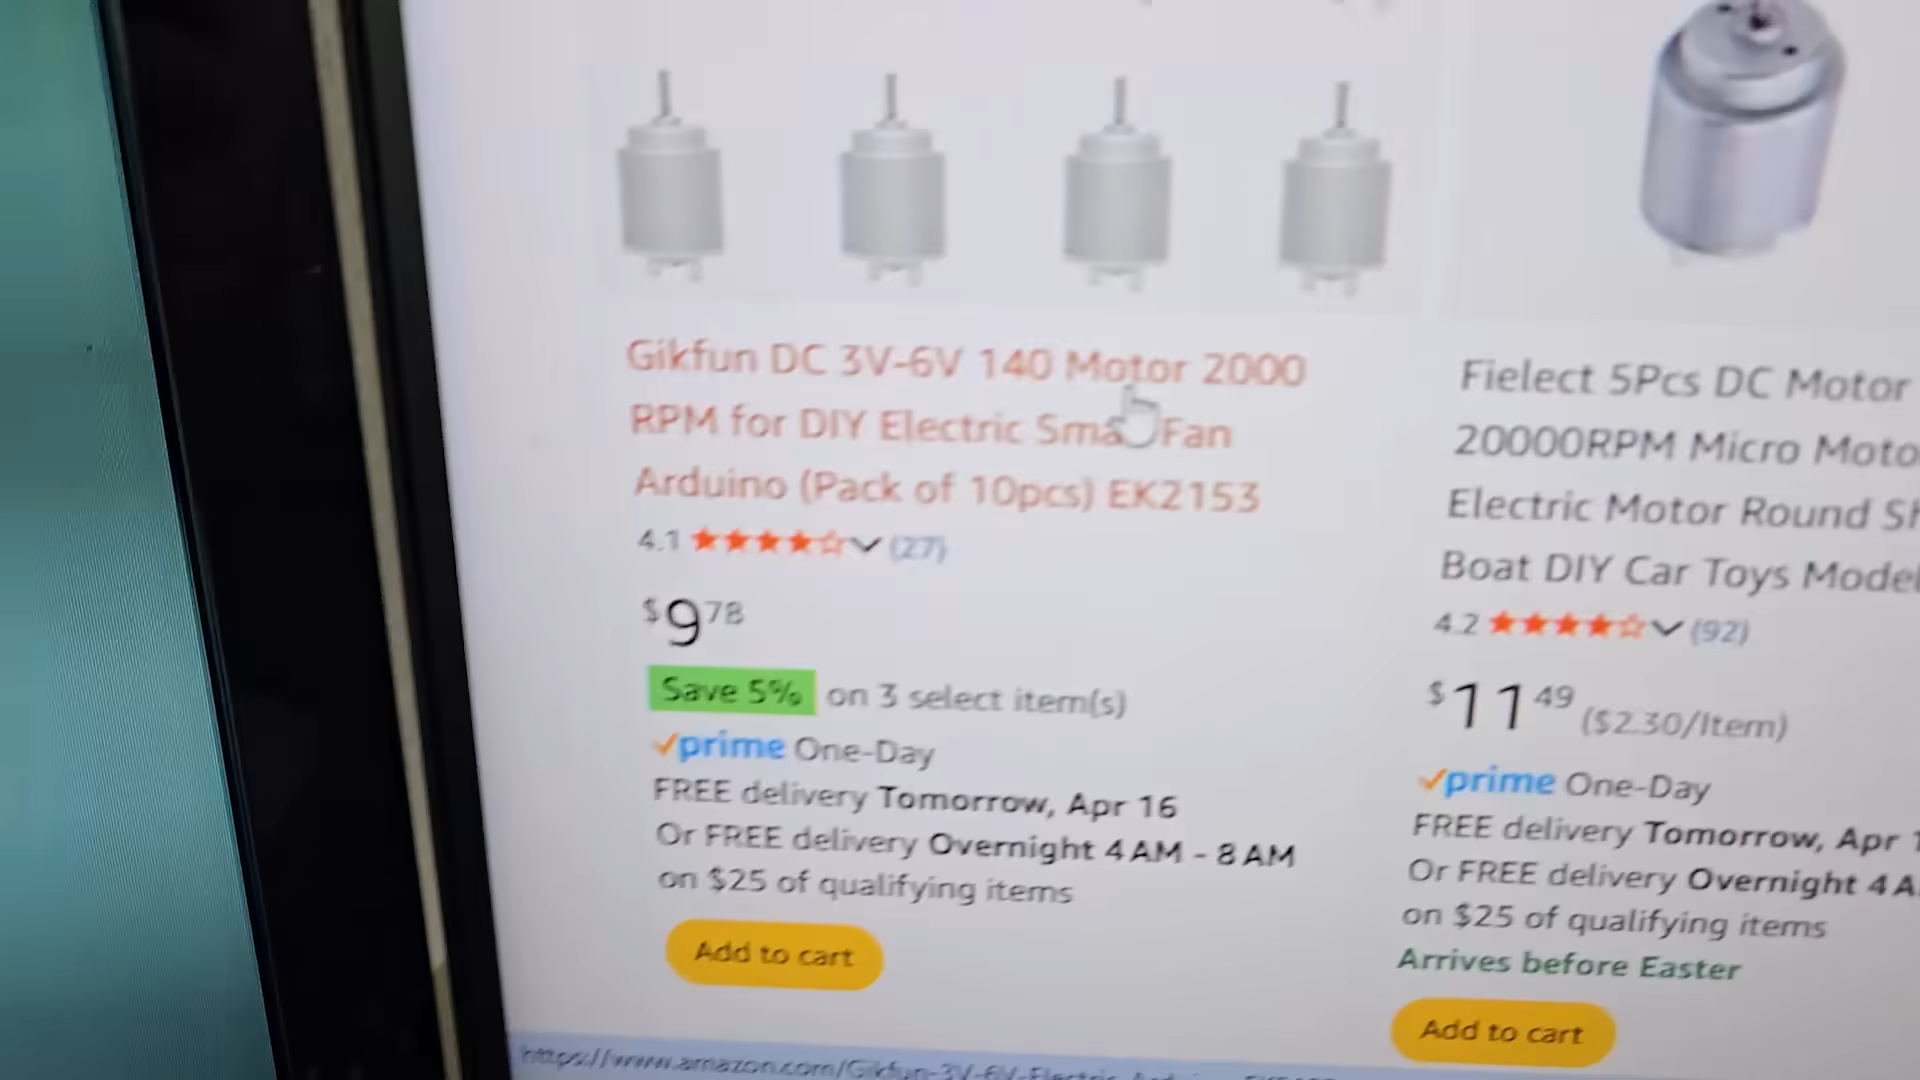 Gikfun DC 3V-6V 140 Motor 2000
RPM for DIY Electric Fan
Arduino (Pack of 10pcs) EK2153
4.1 (27)
$9.78
Save 5% on 3 select item(s)
prime One-Day
FREE delivery Tomorrow, Apr 16
Or FREE delivery Overnight 4 AM - 8 AM
on $25 of qualifying items
Add to cart
Fielect 5Pcs DC Motor
20000RPM Micro
Electric Motor Round
Boat DIY Car Toys
4.2 (92)
$11.49 ($2.30/Item)
prime One-Day
FREE delivery Tomorrow, Apr
Or FREE delivery Overnight 4
on $25 of qualifying items
Arrives before Easter
Add to cart
https://www.amazon.com/Gikfun-3V-6V-Electric